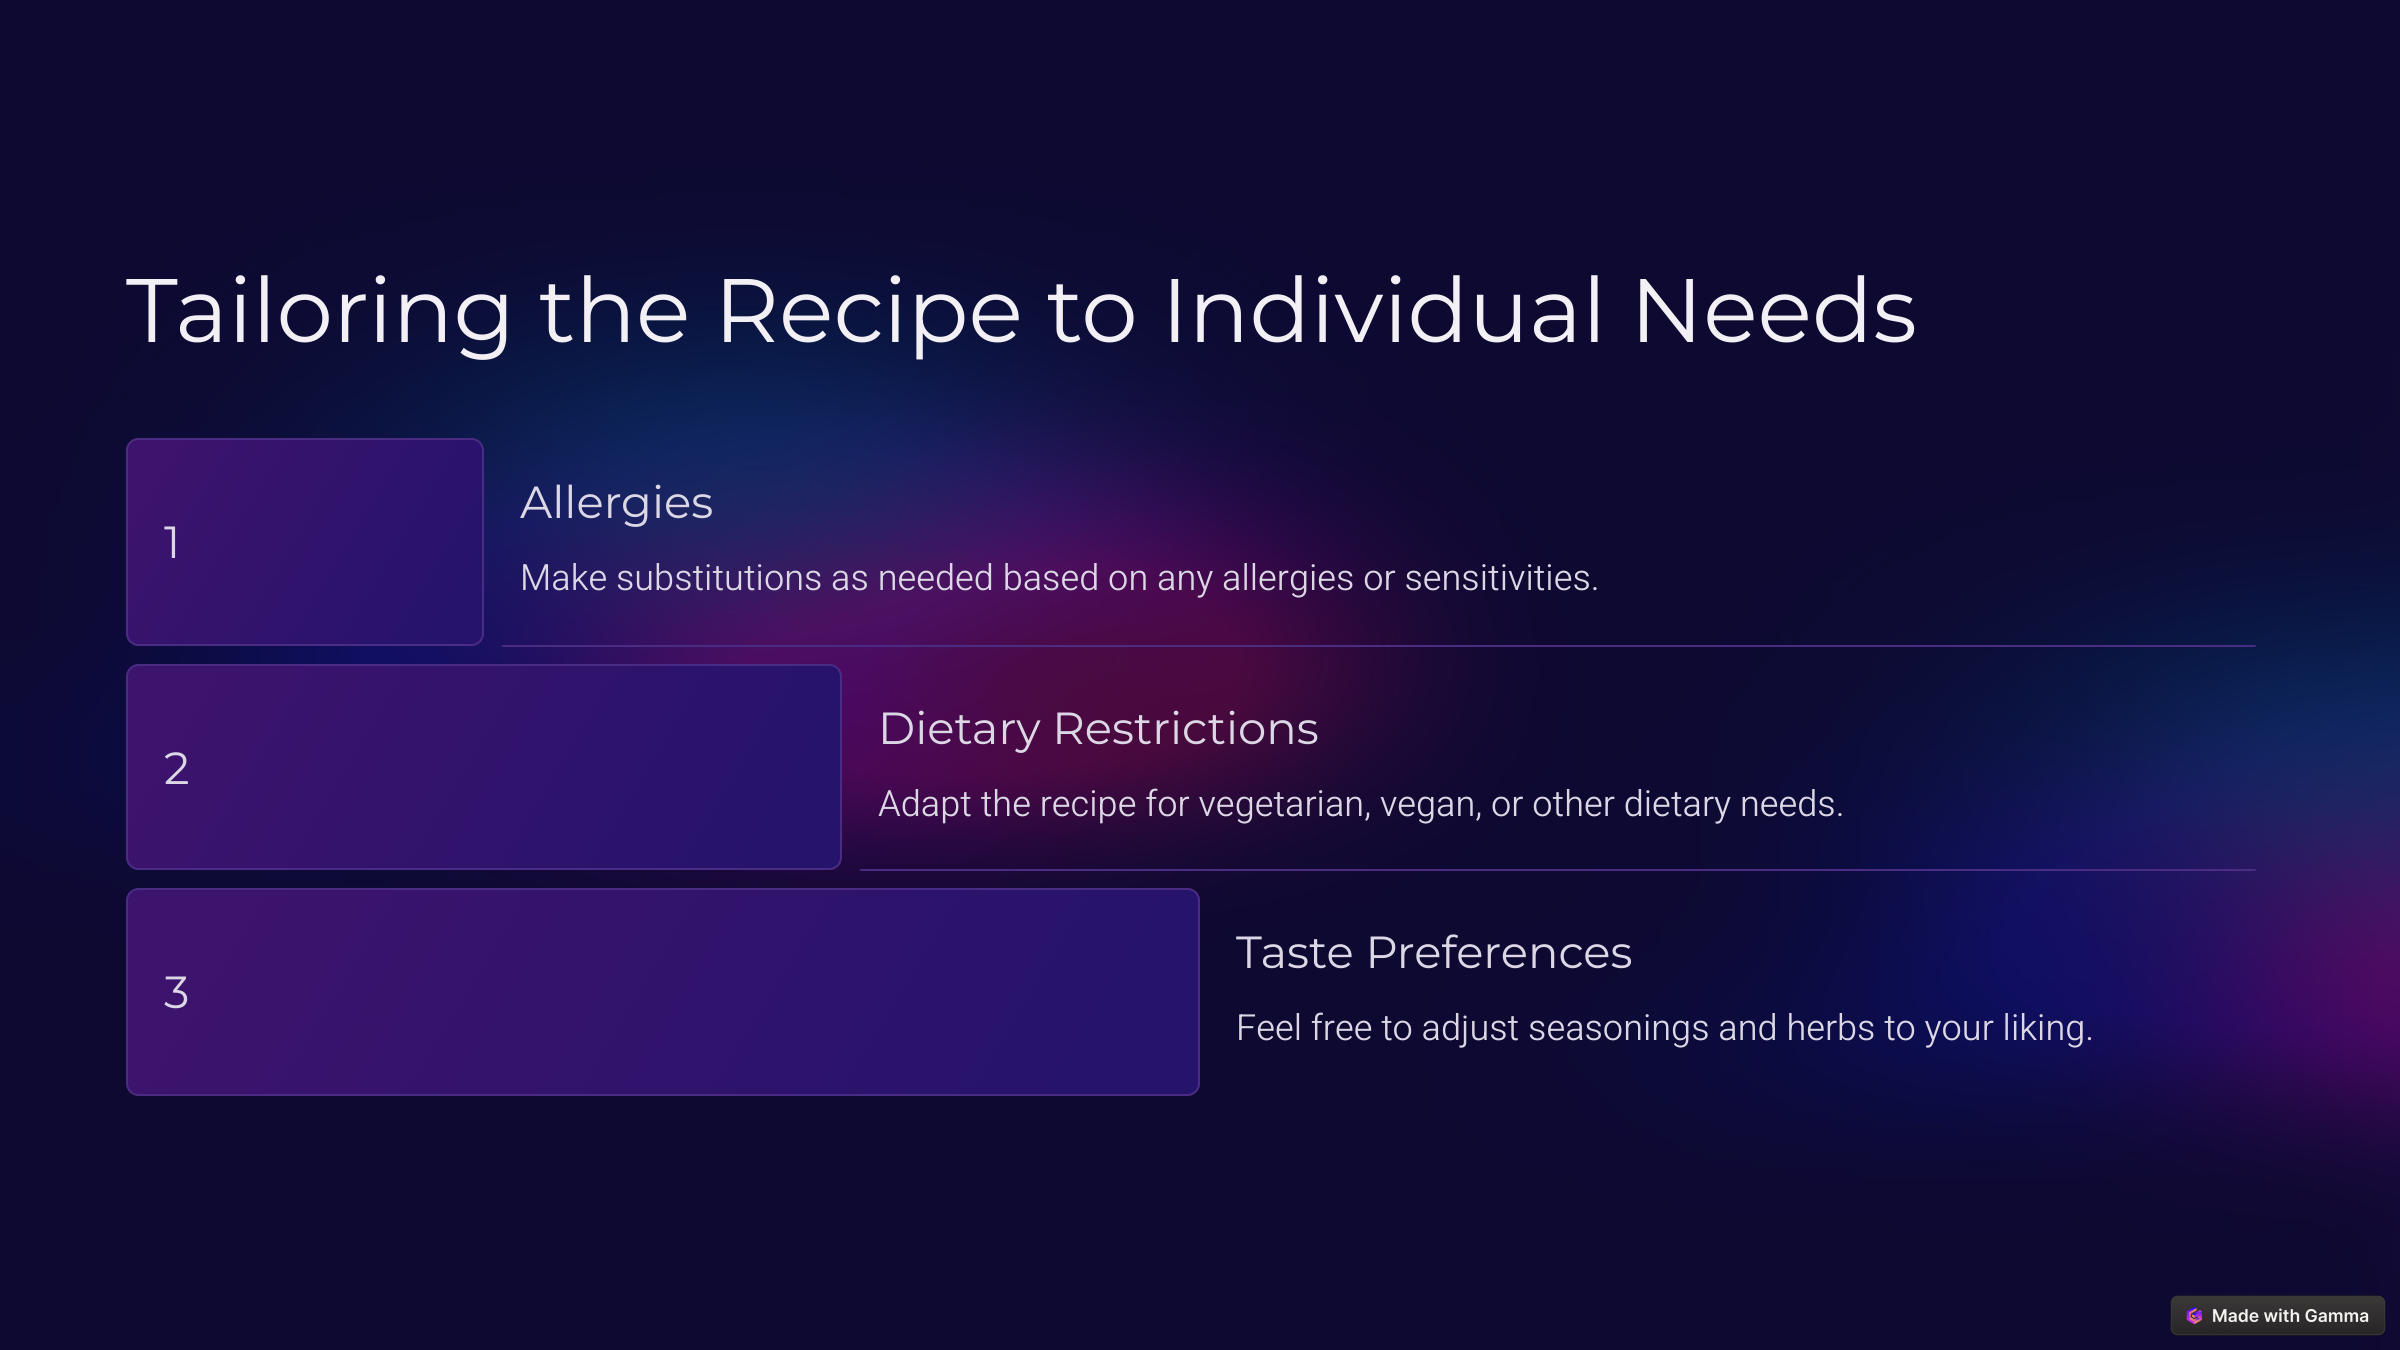 Tailoring the Recipe to Individual Needs
1
Allergies
Make substitutions as needed based on any allergies or sensitivities.
2
Dietary Restrictions
Adapt the recipe for vegetarian, vegan, or other dietary needs.
3
Taste Preferences
Feel free to adjust seasonings and herbs to your liking.
Made with Gamma